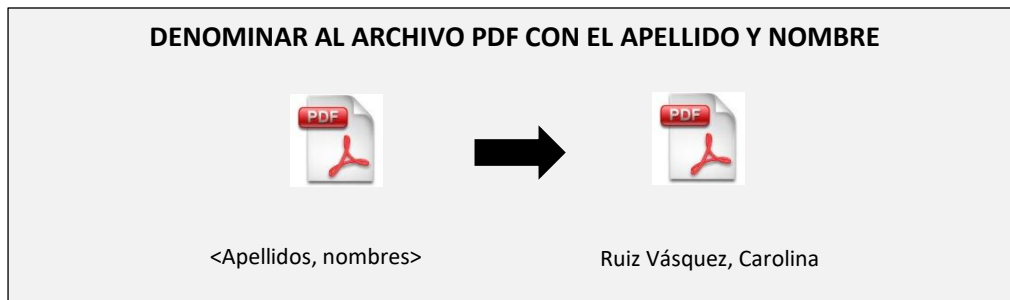 DENOMINAR AL ARCHIVO PDF CON EL APELLIDO Y NOMBRE
PDF
PDF
<Apellidos, nombres>
Ruiz Vásquez, Carolina